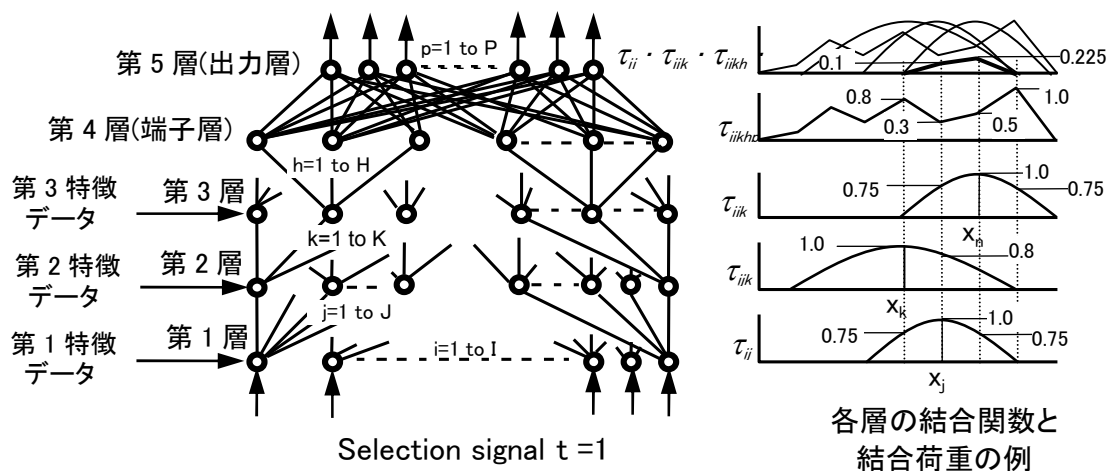 第5層(出力層)
p=1 to P
τii · τiik · τiikh ·
0.1
0.225
第4層(端子層)
h=1 to H
τiikhp
0.8
0.3
0.5
1.0
第3特徴
データ
第3層
k=1 to K
τiik
0.75
1.0
0.75
xn
第2特徴
データ
第2層
j=1 to J
τijk
1.0
0.8
xk
第1特徴
データ
第1層
i=1 to I
τij
0.75
1.0
0.75
xj
Selection signal t =1
各層の結合関数と
結合荷重の例